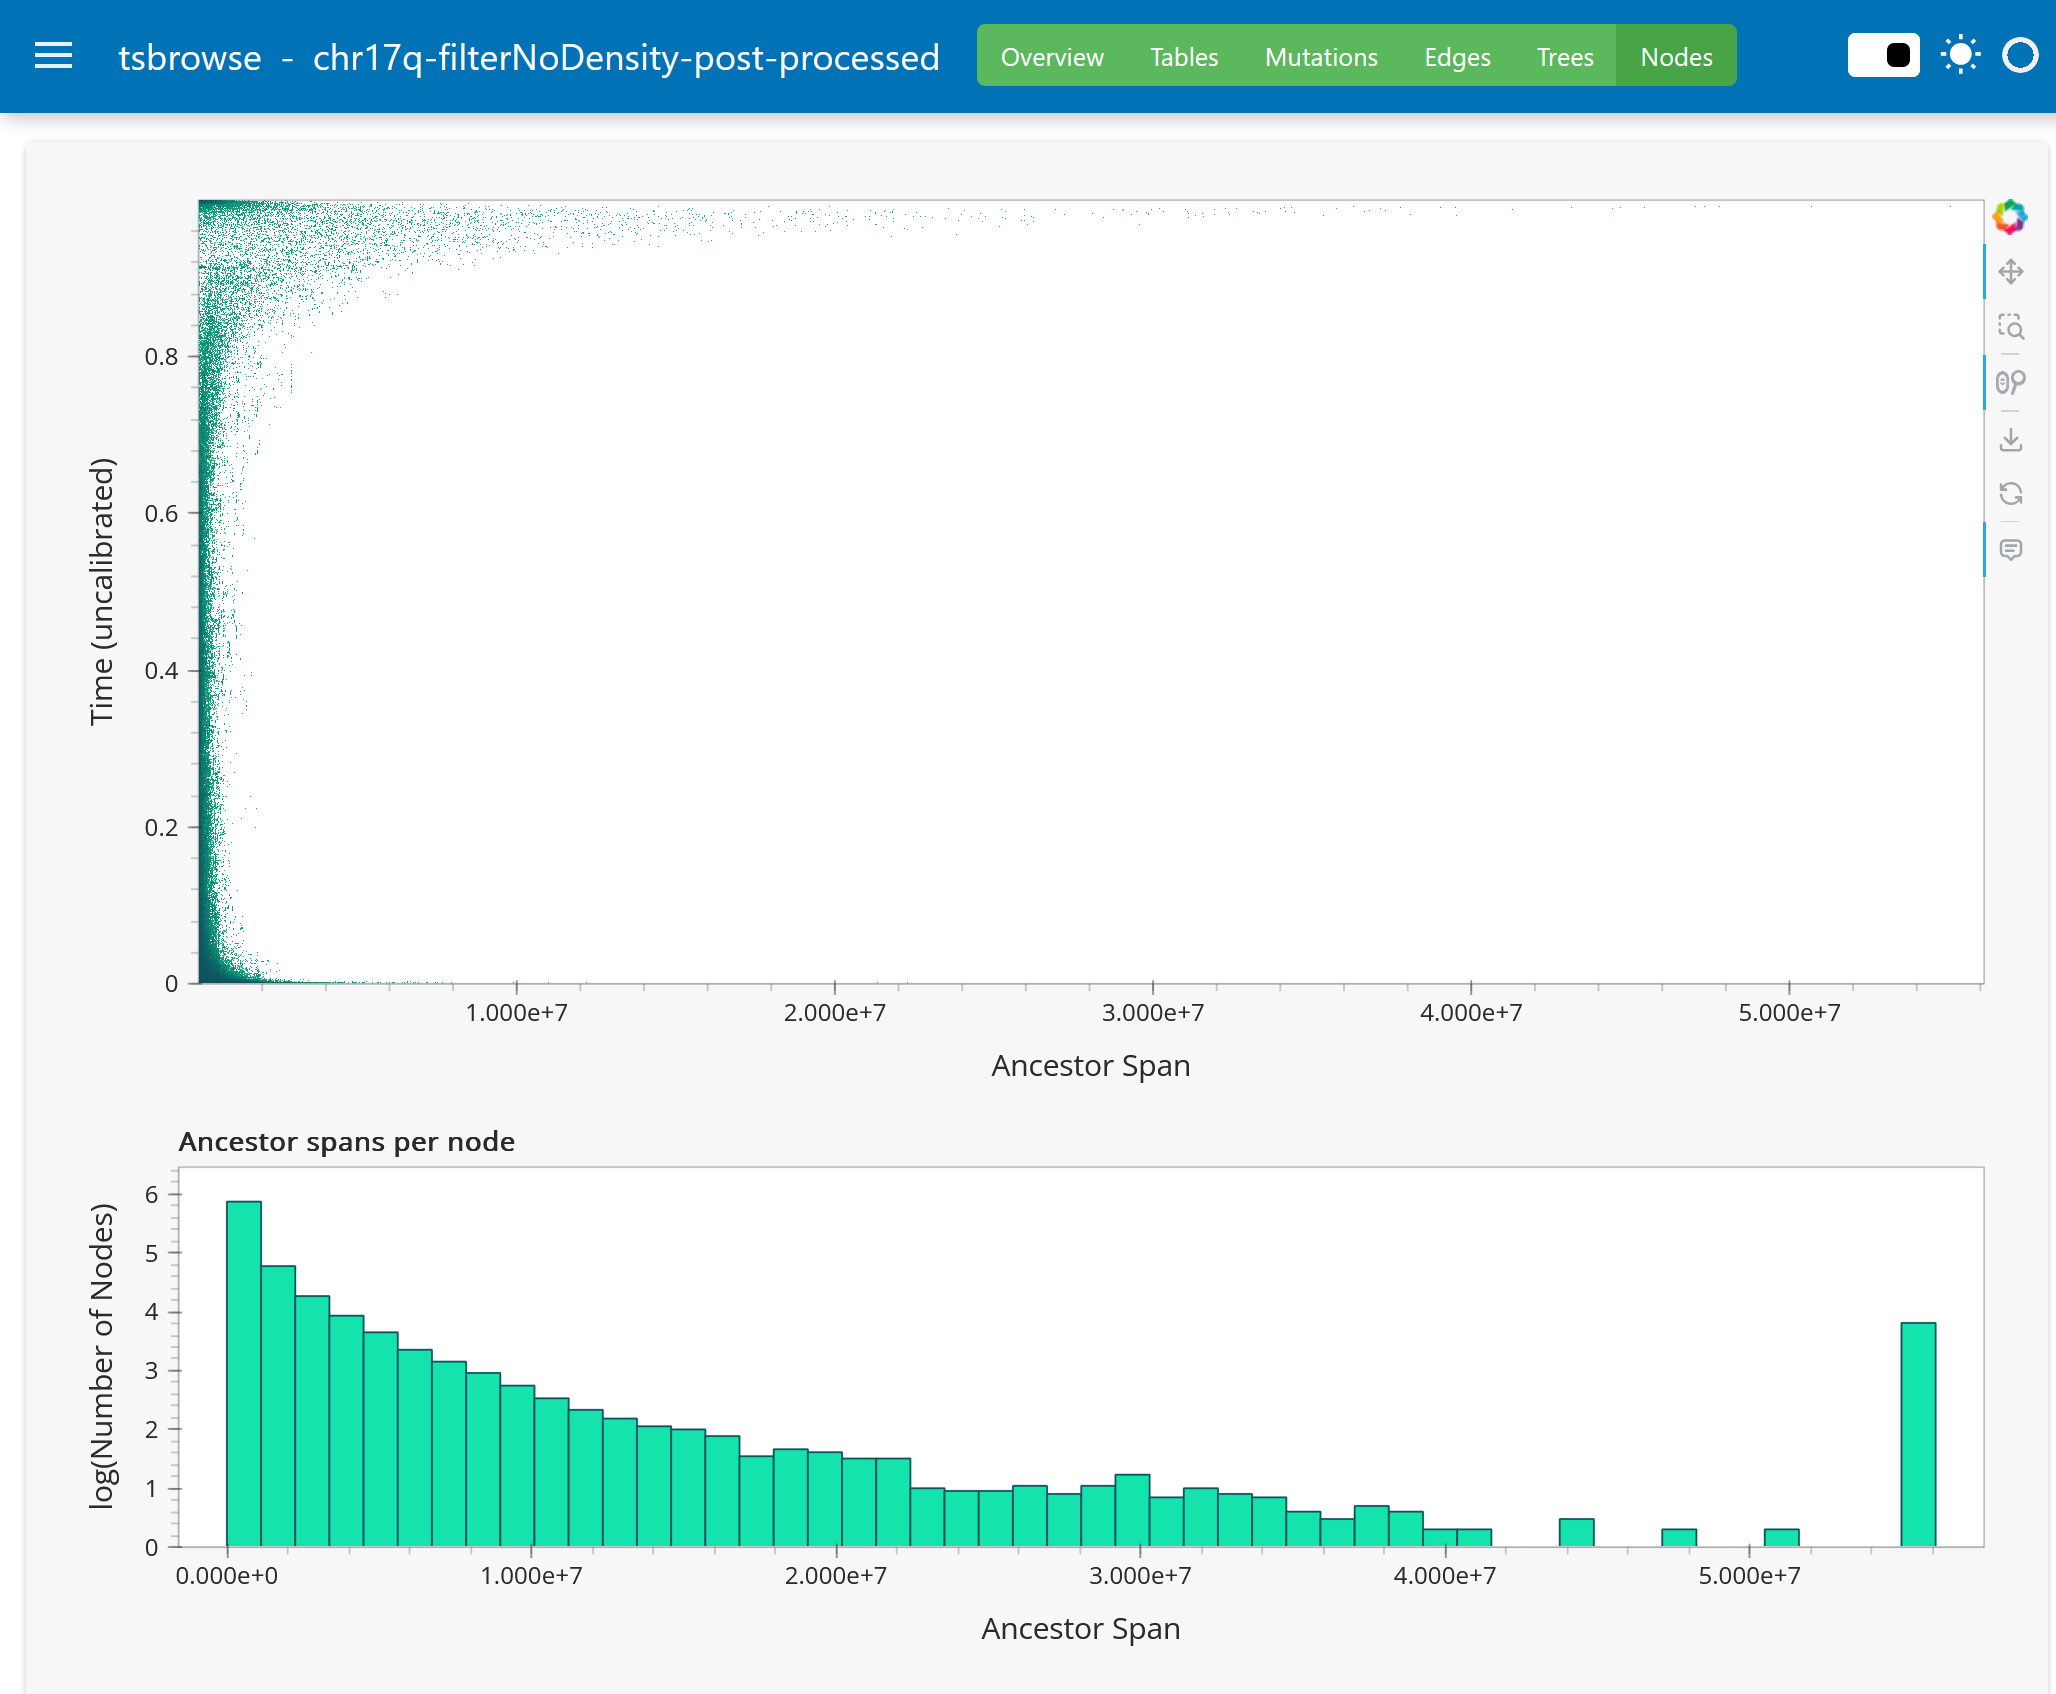 tsbrowse - chr17q-filterNoDensity-post-processed
Overview Tables Mutations Edges Trees Nodes
Time (uncalibrated)
0.8
0.6
0.4
0.2
0
1.000e+7 2.000e+7 3.000e+7 4.000e+7 5.000e+7
Ancestor Span
Ancestor spans per node
log(Number of Nodes)
6
5
4
3
2
1
0
0.000e+0 1.000e+7 2.000e+7 3.000e+7 4.000e+7 5.000e+7
Ancestor Span